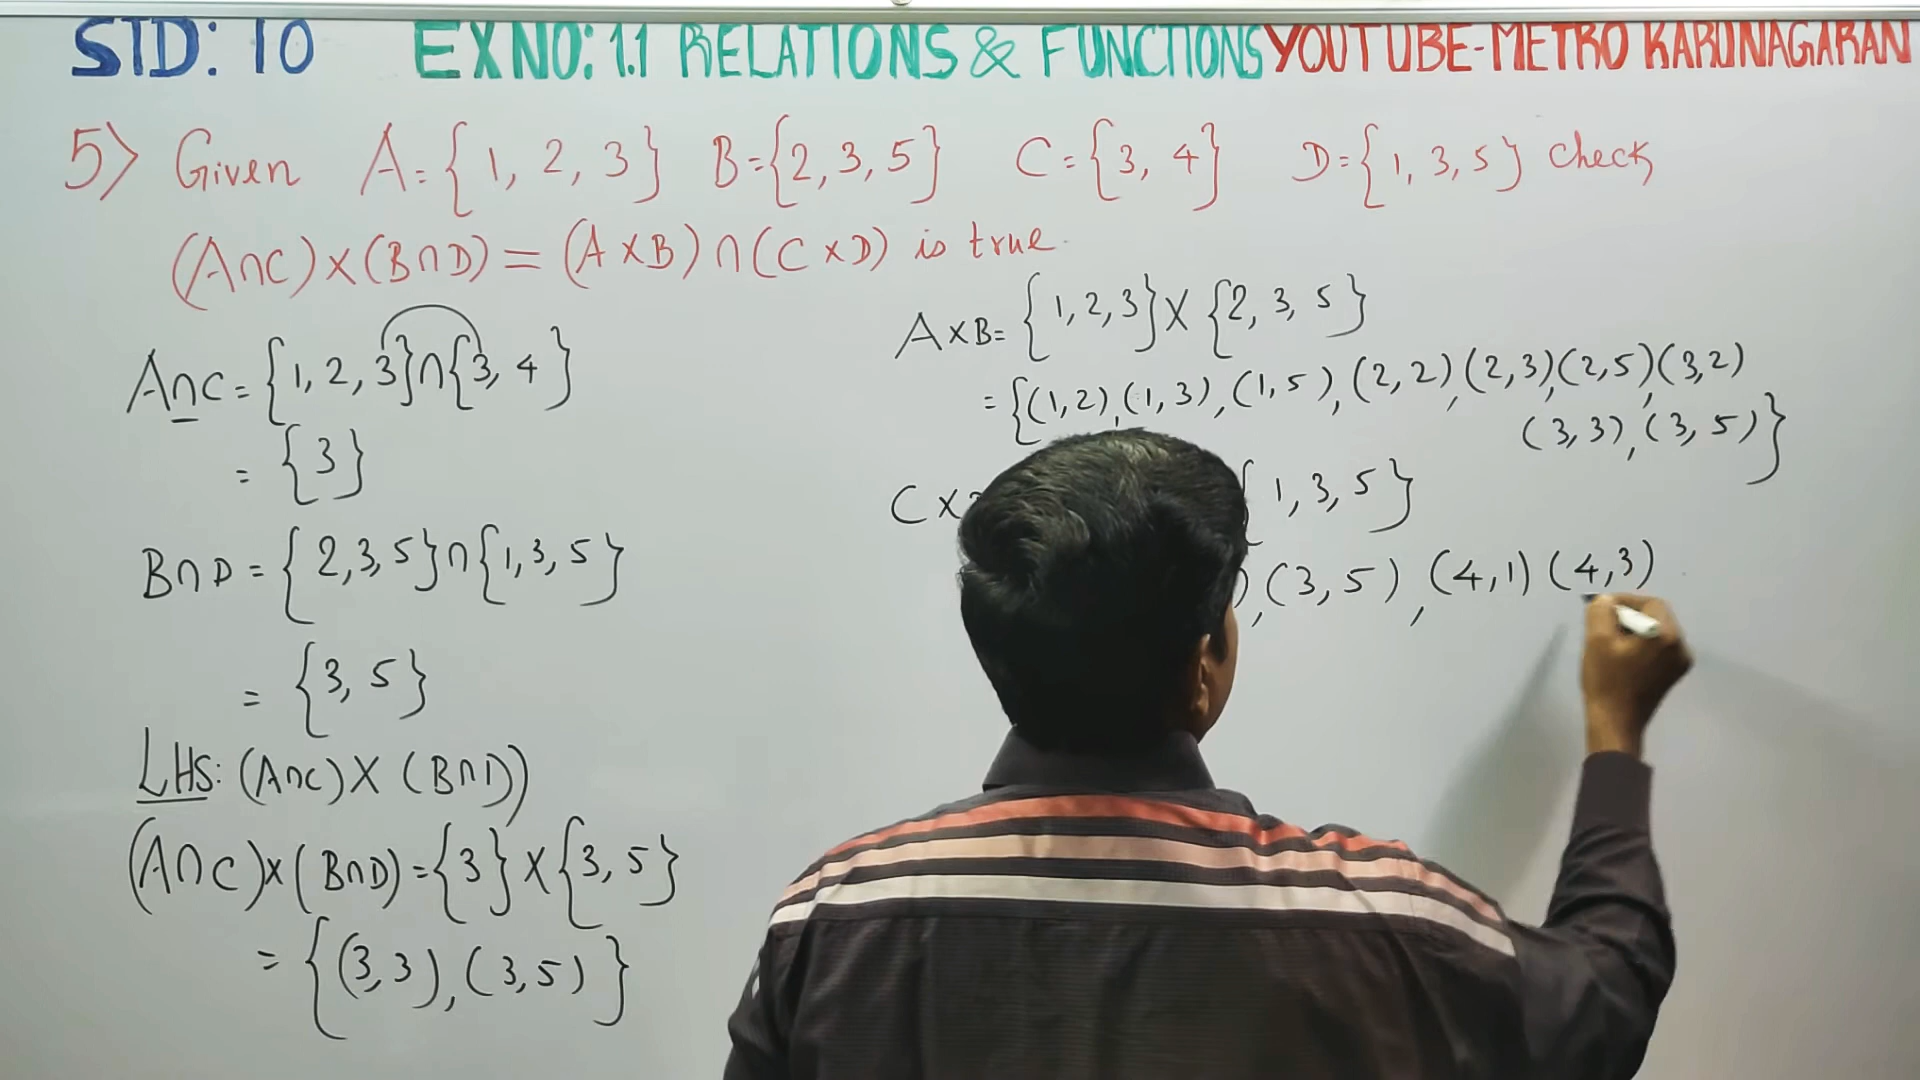 STD: 10 EX NO: 1.1 RELATIONS & FUNCTIONS YOUTUBE-METRO KARUNAGARAN
5) Given A = {1, 2, 3} B={2, 3, 5} C={3, 4} D={1, 3, 5} check
(A∩C)×(B∩D) = (A×B)∩(C×D) is true.
A∩C = {1, 2, 3}∩{3, 4}
= {3}
B∩D = {2,3,5}∩{1,3,5}
= {3, 5}
LHS: (A∩C) X (B∩D)
(A∩C)×(B∩D) = {3} X {3, 5}
= {(3,3), (3,5)}
A×B = {1,2,3} X {2, 3, 5}
= {(1,2), (1,3), (1,5), (2,2), (2,3), (2,5), (3,2)
(3,3), (3,5)}
C× 1, 3, 5}
), (3,5), (4,1) (4,3)